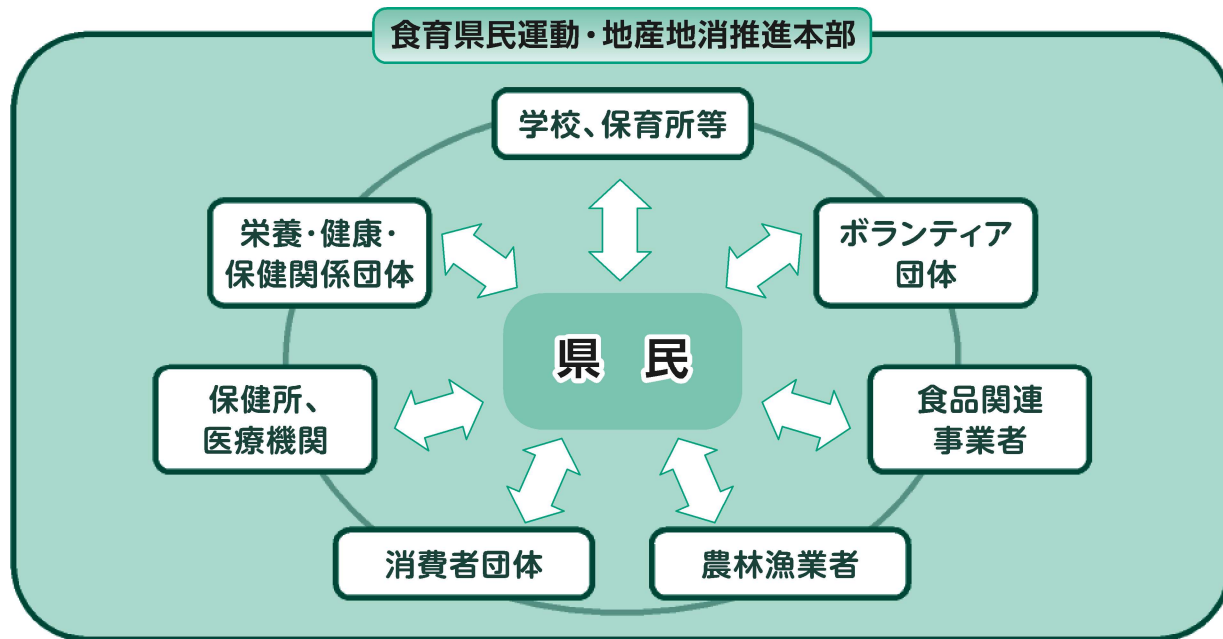 食育県民運動・地産地消推進本部
学校、保育所等
栄養・健康・
保健関係団体
ボランティア
団体
県 民
保健所、
医療機関
食品関連
事業者
消費者団体
農林漁業者